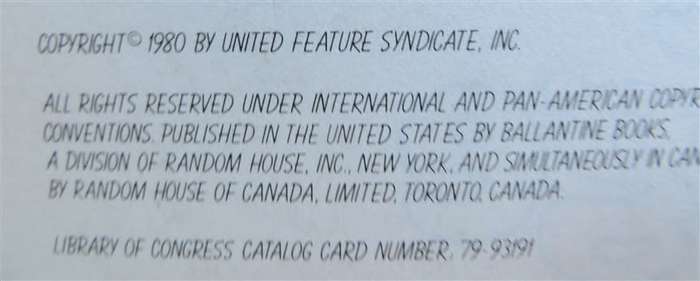 COPYRIGHT© 1980 BY UNITED FEATURE SYNDICATE, INC.
ALL RIGHTS RESERVED UNDER INTERNATIONAL AND PAN-AMERICAN COPYR
CONVENTIONS. PUBLISHED IN THE UNITED STATES BY BALLANTINE BOOKS,
A DIVISION OF RANDOM HOUSE, INC., NEW YORK, AND SIMULTANEOUSLY IN CAN
BY RANDOM HOUSE OF CANADA, LIMITED, TORONTO, CANADA.
LIBRARY OF CONGRESS CATALOG CARD NUMBER: 79-93191